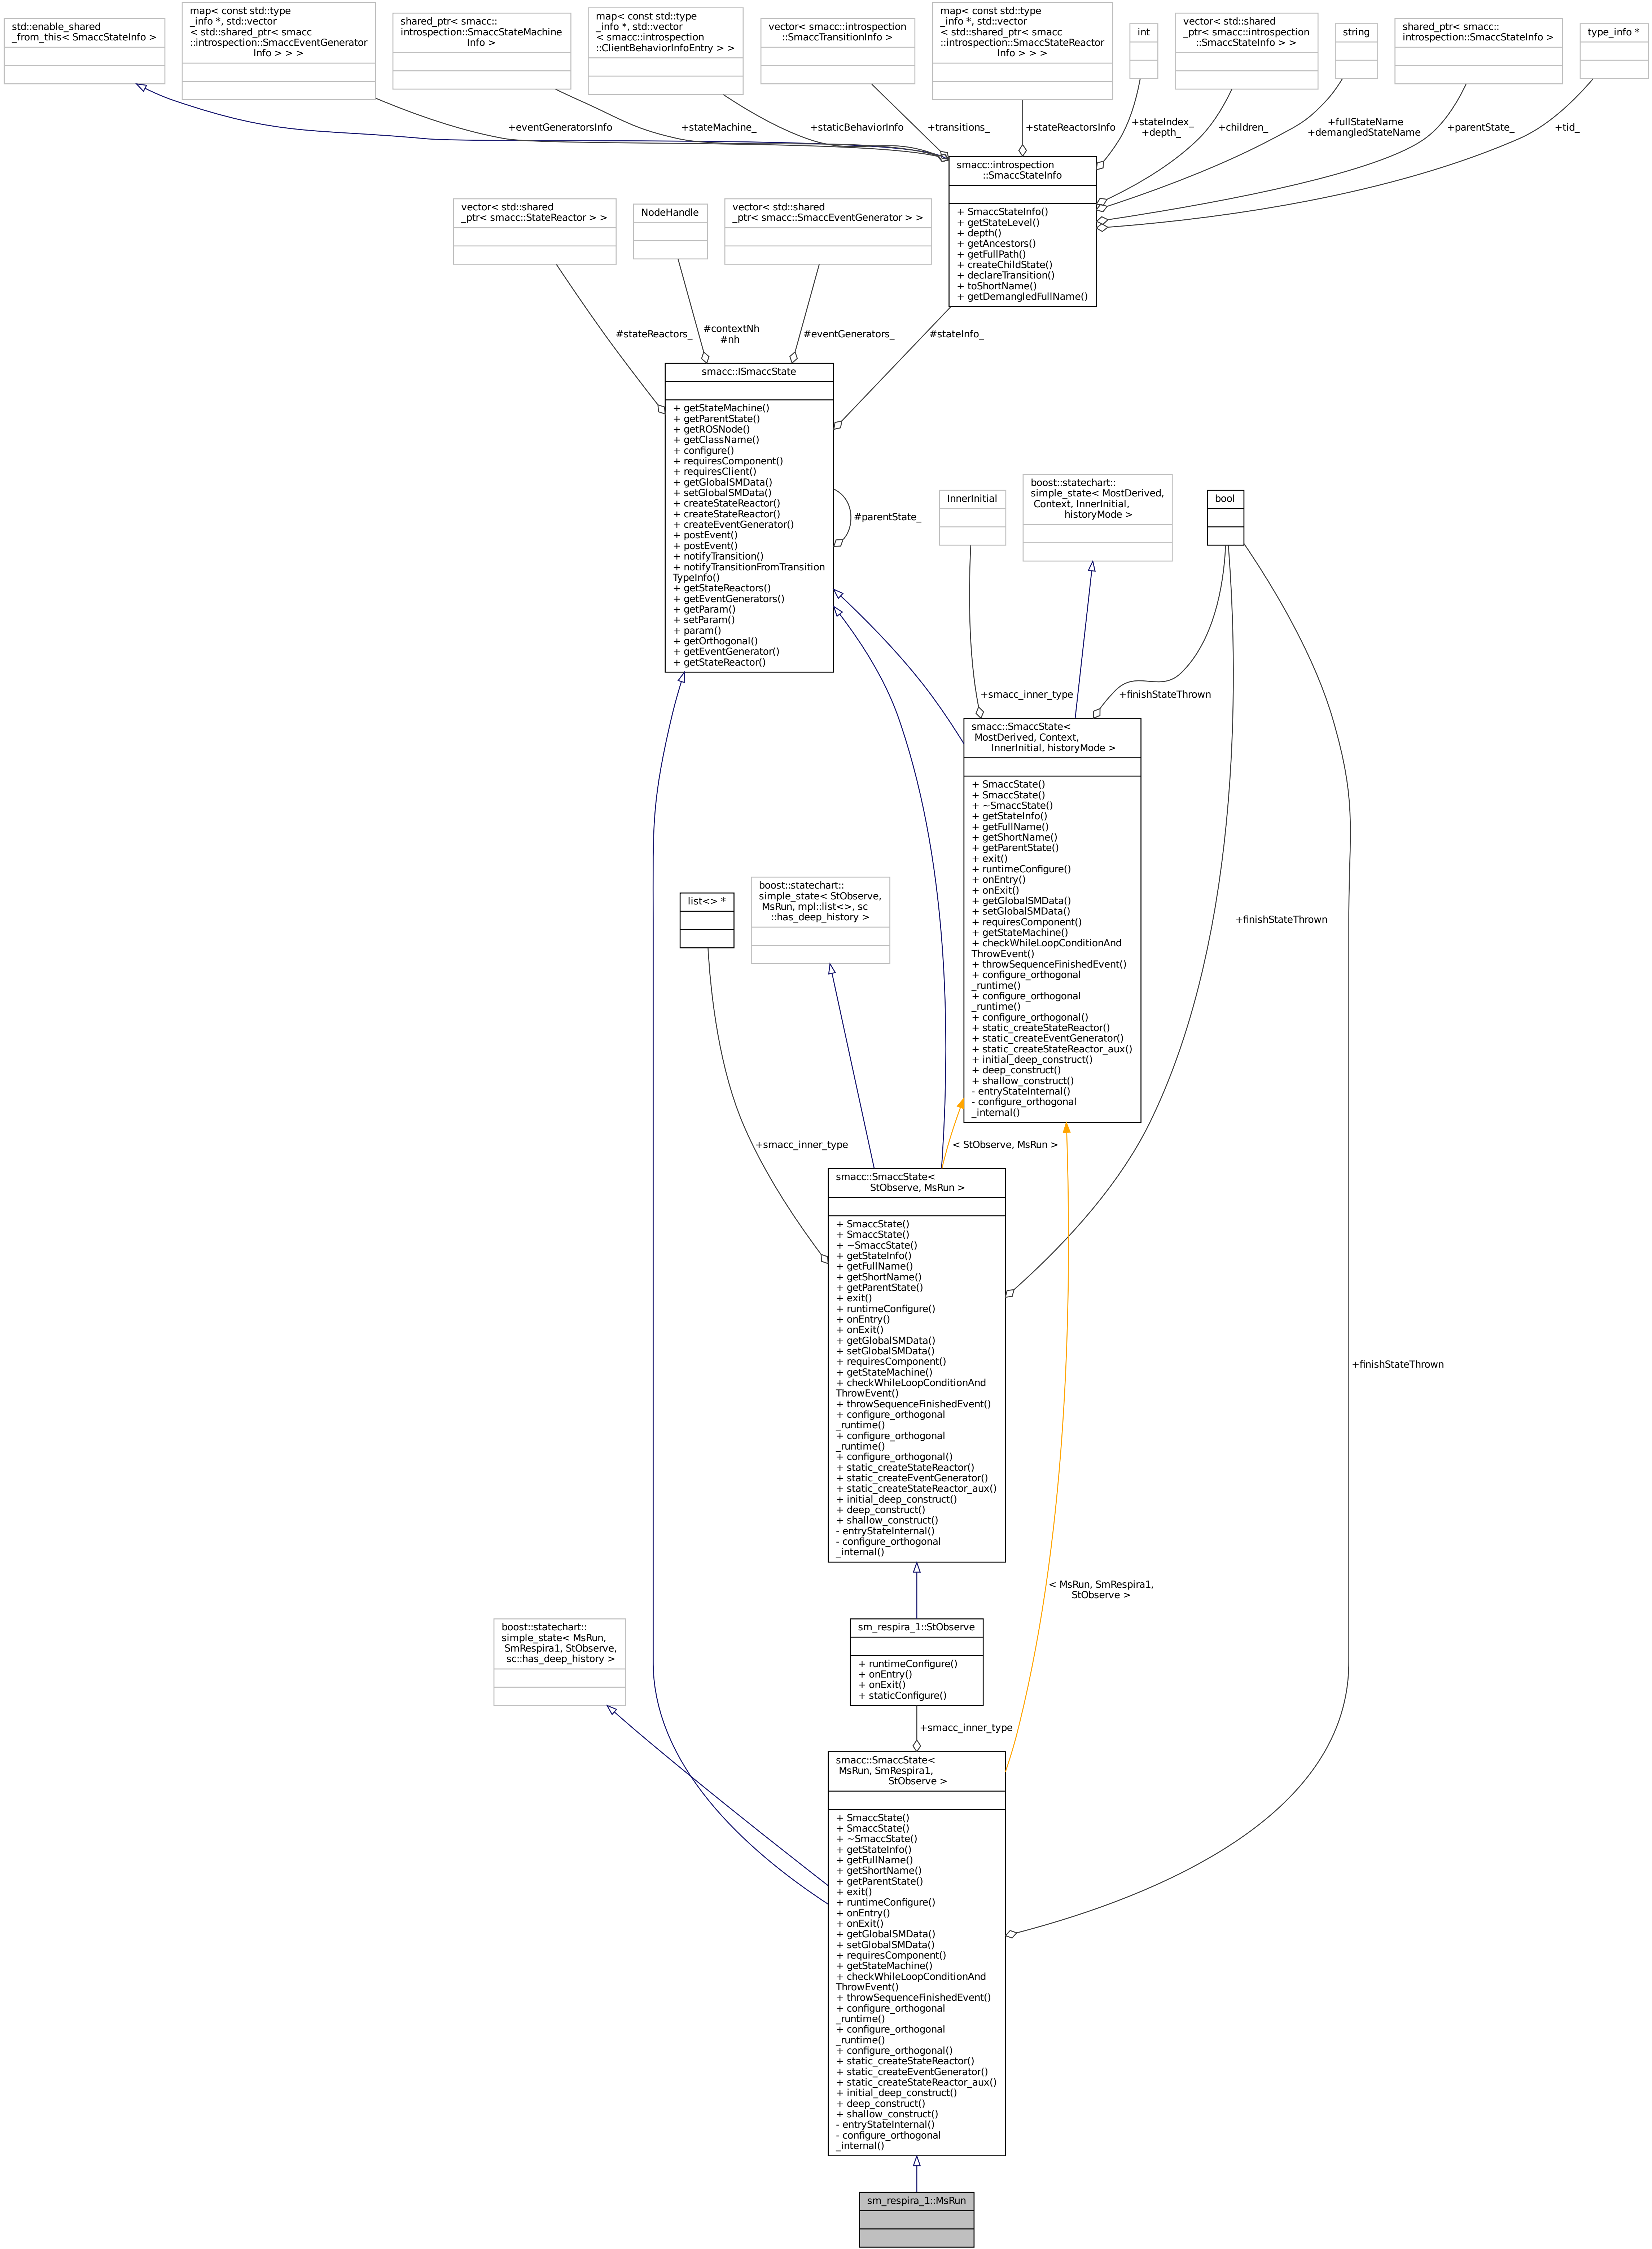 std::enable_shared
_from_this< SmaccStateInfo >
map< const std::type
_info *, std::vector
< std::shared_ptr< smacc
::introspection::SmaccEventGenerator
Info > > >
shared_ptr< smacc::
introspection::SmaccStateMachine
Info >
map< const std::type
_info *, std::vector
< smacc::introspection
::ClientBehaviorInfoEntry > >
vector< smacc::introspection
::SmaccTransitionInfo >
map< const std::type
_info *, std::vector
< std::shared_ptr< smacc
::introspection::SmaccStateReactor
Info > > >
int
vector< std::shared
_ptr< smacc::introspection
::SmaccStateInfo > >
string
shared_ptr< smacc::
introspection::SmaccStateInfo >
type_info *
+eventGeneratorsInfo
+stateMachine_
+staticBehaviorInfo
+transitions_
+stateReactorsInfo
+stateIndex_
+depth_
+children_
+fullStateName
+demangledStateName
+parentState_
+tid_
smacc::introspection
::SmaccStateInfo
+ SmaccStateInfo()
+ getStateLevel()
+ depth()
+ getAncestors()
+ getFullPath()
+ createChildState()
+ declareTransition()
+ toShortName()
+ getDemangledFullName()
vector< std::shared
_ptr< smacc::StateReactor > >
NodeHandle
vector< std::shared
_ptr< smacc::SmaccEventGenerator > >
#stateReactors_
#contextNh
#nh
#eventGenerators_
#stateInfo_
smacc::ISmaccState
+ getStateMachine()
+ getParentState()
+ getROSNode()
+ getClassName()
+ configure()
+ requiresComponent()
+ requiresClient()
+ getGlobalSMData()
+ setGlobalSMData()
+ createStateReactor()
+ createStateReactor()
+ createEventGenerator()
+ postEvent()
+ postEvent()
+ notifyTransition()
+ notifyTransitionFromTransition
TypeInfo()
+ getStateReactors()
+ getEventGenerators()
+ getParam()
+ setParam()
+ param()
+ getOrthogonal()
+ getEventGenerator()
+ getStateReactor()
#parentState_
InnerInitial
boost::statechart::
simple_state< MostDerived,
Context, InnerInitial,
historyMode >
bool
+smacc_inner_type
+finishStateThrown
smacc::SmaccState<
MostDerived, Context,
InnerInitial, historyMode >
+ SmaccState()
+ SmaccState()
+ ~SmaccState()
+ getStateInfo()
+ getFullName()
+ getShortName()
+ getParentState()
+ exit()
+ runtimeConfigure()
+ onEntry()
+ onExit()
+ getGlobalSMData()
+ setGlobalSMData()
+ requiresComponent()
+ getStateMachine()
+ checkWhileLoopConditionAnd
ThrowEvent()
+ throwSequenceFinishedEvent()
+ configure_orthogonal
_runtime()
+ configure_orthogonal
_runtime()
+ configure_orthogonal()
+ static_createStateReactor()
+ static_createEventGenerator()
+ static_createStateReactor_aux()
+ initial_deep_construct()
+ deep_construct()
+ shallow_construct()
- entryStateInternal()
- configure_orthogonal
_internal()
list<> *
boost::statechart::
simple_state< StObserve,
MsRun, mpl::list<>, sc
::has_deep_history >
+finishStateThrown
+smacc_inner_type
< StObserve, MsRun >
smacc::SmaccState<
StObserve, MsRun >
+ SmaccState()
+ SmaccState()
+ ~SmaccState()
+ getStateInfo()
+ getFullName()
+ getShortName()
+ getParentState()
+ exit()
+ runtimeConfigure()
+ onEntry()
+ onExit()
+ getGlobalSMData()
+ setGlobalSMData()
+ requiresComponent()
+ getStateMachine()
+ checkWhileLoopConditionAnd
ThrowEvent()
+ throwSequenceFinishedEvent()
+ configure_orthogonal
_runtime()
+ configure_orthogonal
_runtime()
+ configure_orthogonal()
+ static_createStateReactor()
+ static_createEventGenerator()
+ static_createStateReactor_aux()
+ initial_deep_construct()
+ deep_construct()
+ shallow_construct()
- entryStateInternal()
- configure_orthogonal
_internal()
+finishStateThrown
< MsRun, SmRespira1,
StObserve >
boost::statechart::
simple_state< MsRun,
SmRespira1, StObserve,
sc::has_deep_history >
sm_respira_1::StObserve
+ runtimeConfigure()
+ onEntry()
+ onExit()
+ staticConfigure()
+smacc_inner_type
smacc::SmaccState<
MsRun, SmRespira1,
StObserve >
+ SmaccState()
+ SmaccState()
+ ~SmaccState()
+ getStateInfo()
+ getFullName()
+ getShortName()
+ getParentState()
+ exit()
+ runtimeConfigure()
+ onEntry()
+ onExit()
+ getGlobalSMData()
+ setGlobalSMData()
+ requiresComponent()
+ getStateMachine()
+ checkWhileLoopConditionAnd
ThrowEvent()
+ throwSequenceFinishedEvent()
+ configure_orthogonal
_runtime()
+ configure_orthogonal
_runtime()
+ configure_orthogonal()
+ static_createStateReactor()
+ static_createEventGenerator()
+ static_createStateReactor_aux()
+ initial_deep_construct()
+ deep_construct()
+ shallow_construct()
- entryStateInternal()
- configure_orthogonal
_internal()
sm_respira_1::MsRun